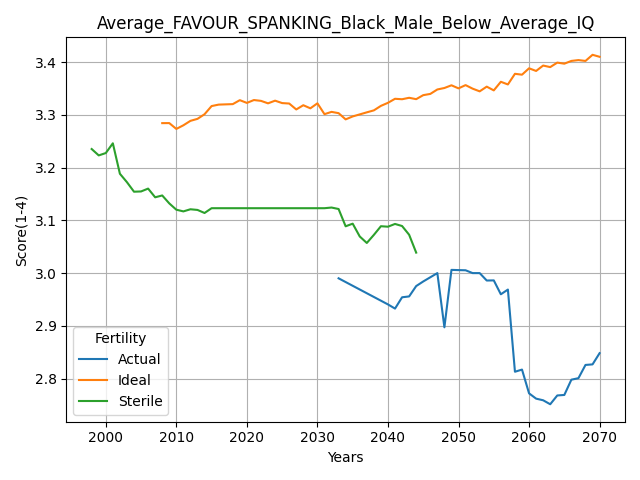 Average_FAVOUR_SPANKING_Black_Male_Below_Average_IQ
Score(1-4)
3.4
3.3
3.2
3.1
3.0
2.9
2.8
Fertility
Actual
Ideal
Sterile
2000 2010 2020 2030 2040 2050 2060 2070
Years